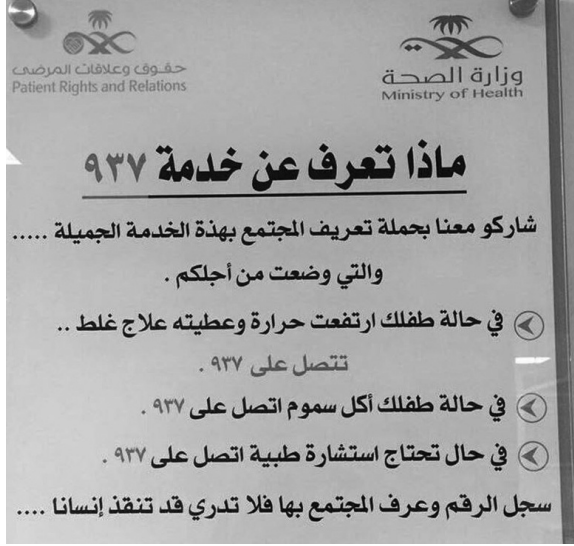 وزارة الصحة
Ministry of Health
حقوق وعلاقات المرضى
Patient Rights and Relations
ماذا تعرف عن خدمة ٩٣٧
شاركو معنا بحملة تعريف المجتمع بهذة الخدمة الجميلة .....
والتي وضعت من أجلكم .
في حالة طفلك ارتفعت حرارة وعطيته علاج غلط ..
تتصل على ٩٣٧ .
في حالة طفلك أكل سموم اتصل على ٩٣٧ .
في حال تحتاج استشارة طبية اتصل على ٩٣٧ .
سجل الرقم وعرف المجتمع بها فلا تدري قد تنقذ إنسانا ....